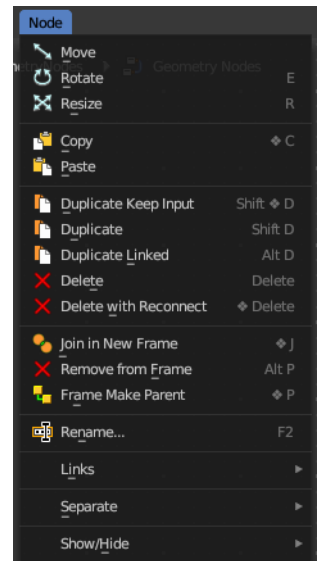 Node
Move
Geometry Nodes
Rotate E
Resize R
Copy ❖ C
Paste
Duplicate Keep Input Shift ❖ D
Duplicate Shift D
Duplicate Linked Alt D
Delete Delete
Delete with Reconnect ❖ Delete
Join in New Frame ❖ J
Remove from Frame Alt P
Frame Make Parent ❖ P
Rename... F2
Links
Separate
Show/Hide